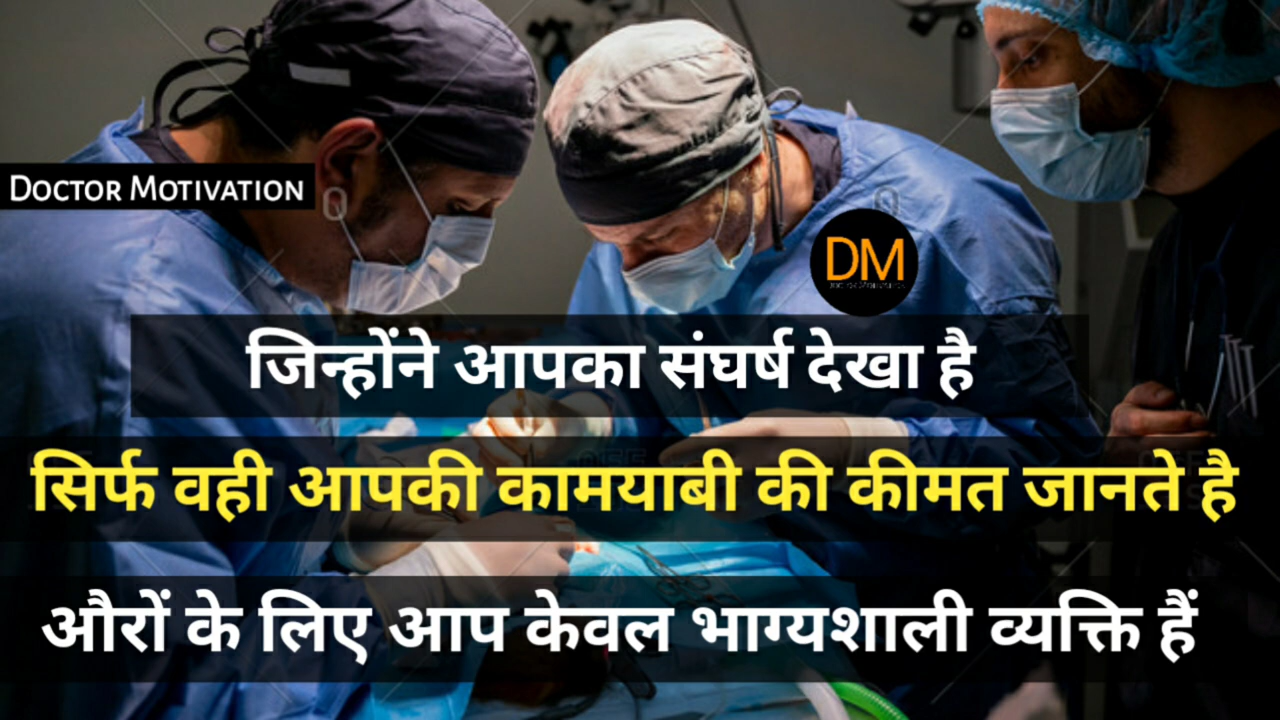 DOCTOR MOTIVATION
DM
जिन्होंने आपका संघर्ष देखा है
सिर्फ वही आपकी कामयाबी की कीमत जानते है
औरों के लिए आप केवल भाग्यशाली व्यक्ति हैं